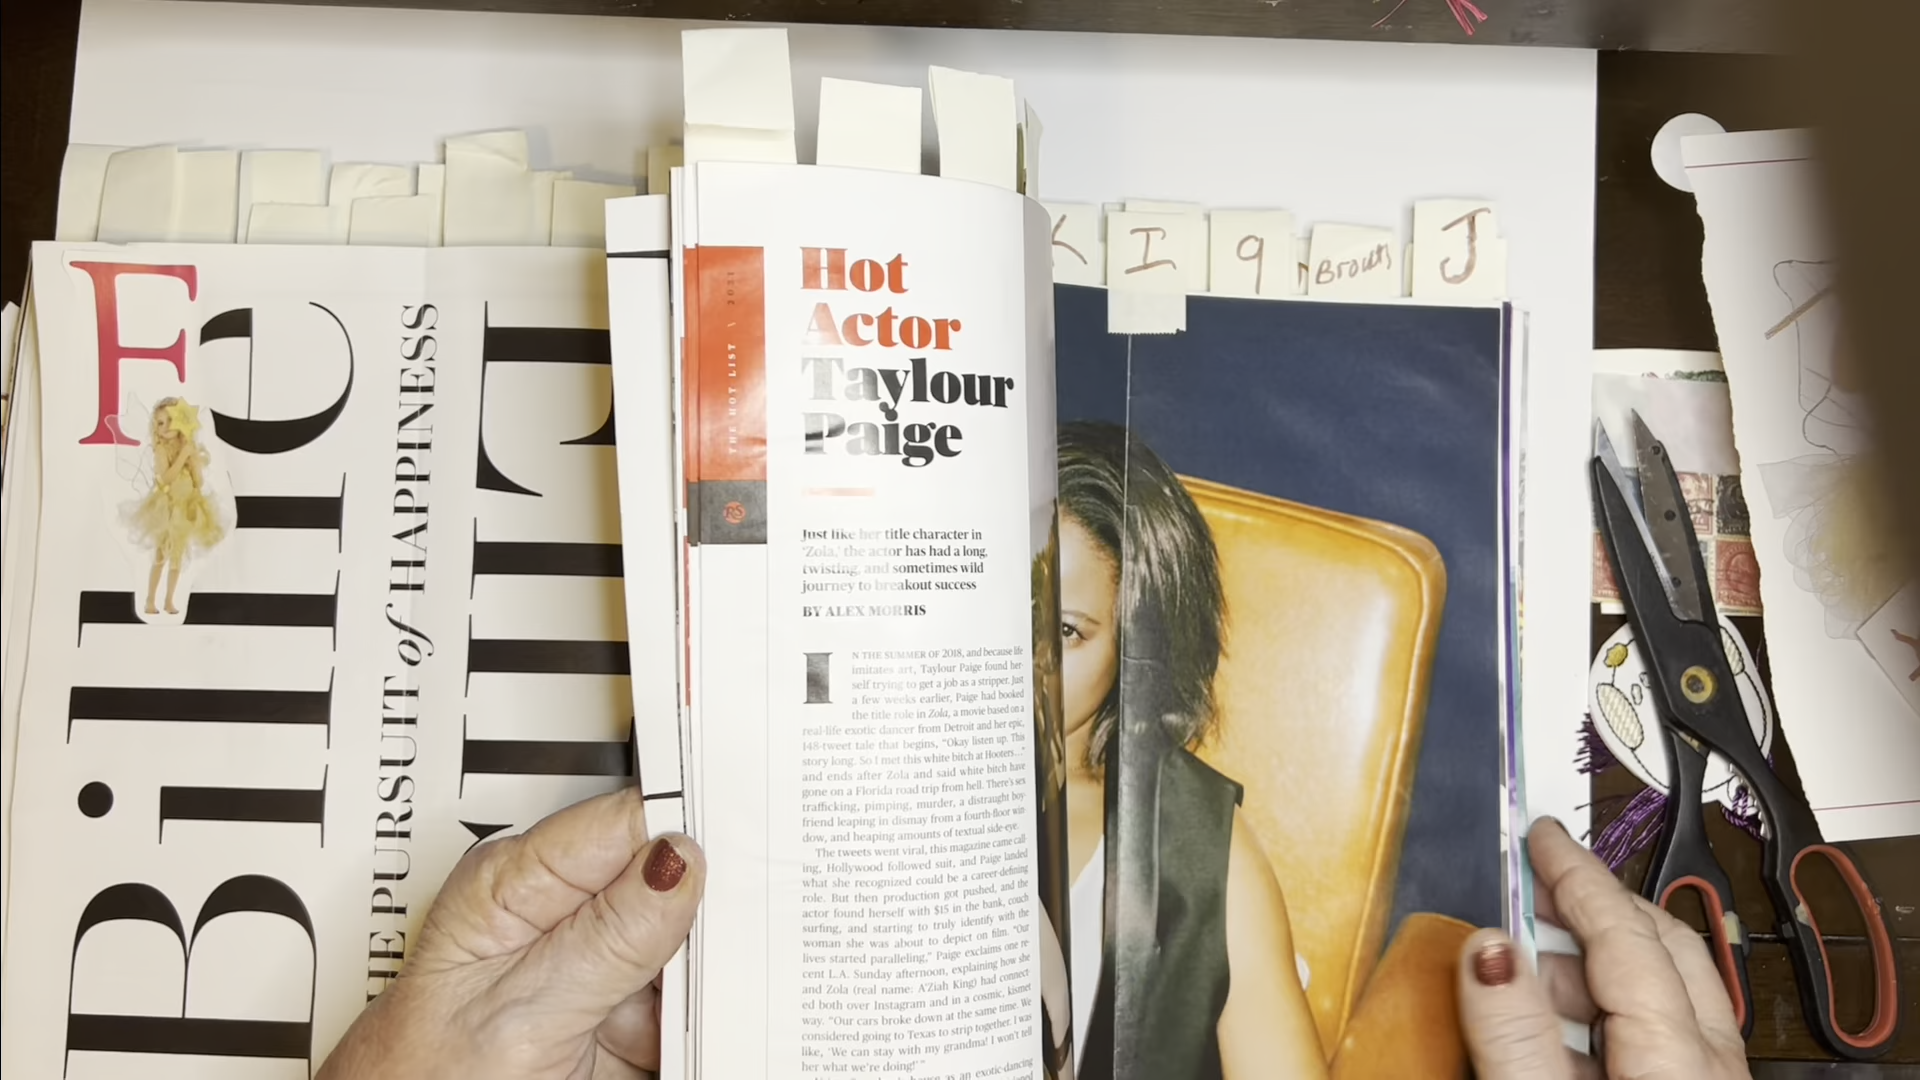 K
I
9
Brouts
J
F
Billie
THE PURSUIT of HAPPINESS
THE HOT LIST \ 2021
RS
Hot
Actor
Taylour
Paige
Just like her title character in
'Zola,' the actor has had a long,
twisting, and sometimes wild
journey to breakout success
BY ALEX MORRIS
IN THE SUMMER OF 2018, and because life
imitates art, Taylour Paige found her-
self trying to get a job as a stripper. Just
a few weeks earlier, Paige had booked
the title role in Zola, a movie based on a
real-life exotic dancer from Detroit and her epic,
148-tweet tale that begins, “Okay listen up. This
story long. So I met this white bitch at Hooters…”
and ends after Zola and said white bitch have
gone on a Florida road trip from hell. There's sex
trafficking, pimping, murder, a distraught boy-
friend leaping in dismay from a fourth-floor win-
dow, and heaping amounts of textual side-eye.
The tweets went viral, this magazine came call-
ing, Hollywood followed suit, and Paige landed
what she recognized could be a career-defining
role. But then production got pushed, and the
actor found herself with $15 in the bank, couch
surfing, and starting to truly identify with the
woman she was about to depict on film. “Our
lives started paralleling,” Paige exclaims one re-
cent L.A. Sunday afternoon, explaining how she
and Zola (real name: A'Ziah King) had connect-
ed both over Instagram and in a cosmic, kismet
way. “Our cars broke down at the same time. We
considered going to Texas to strip together. I was
like, 'We can stay with my grandma! I won't tell
her what we're doing!'”
as an exotic-dancing